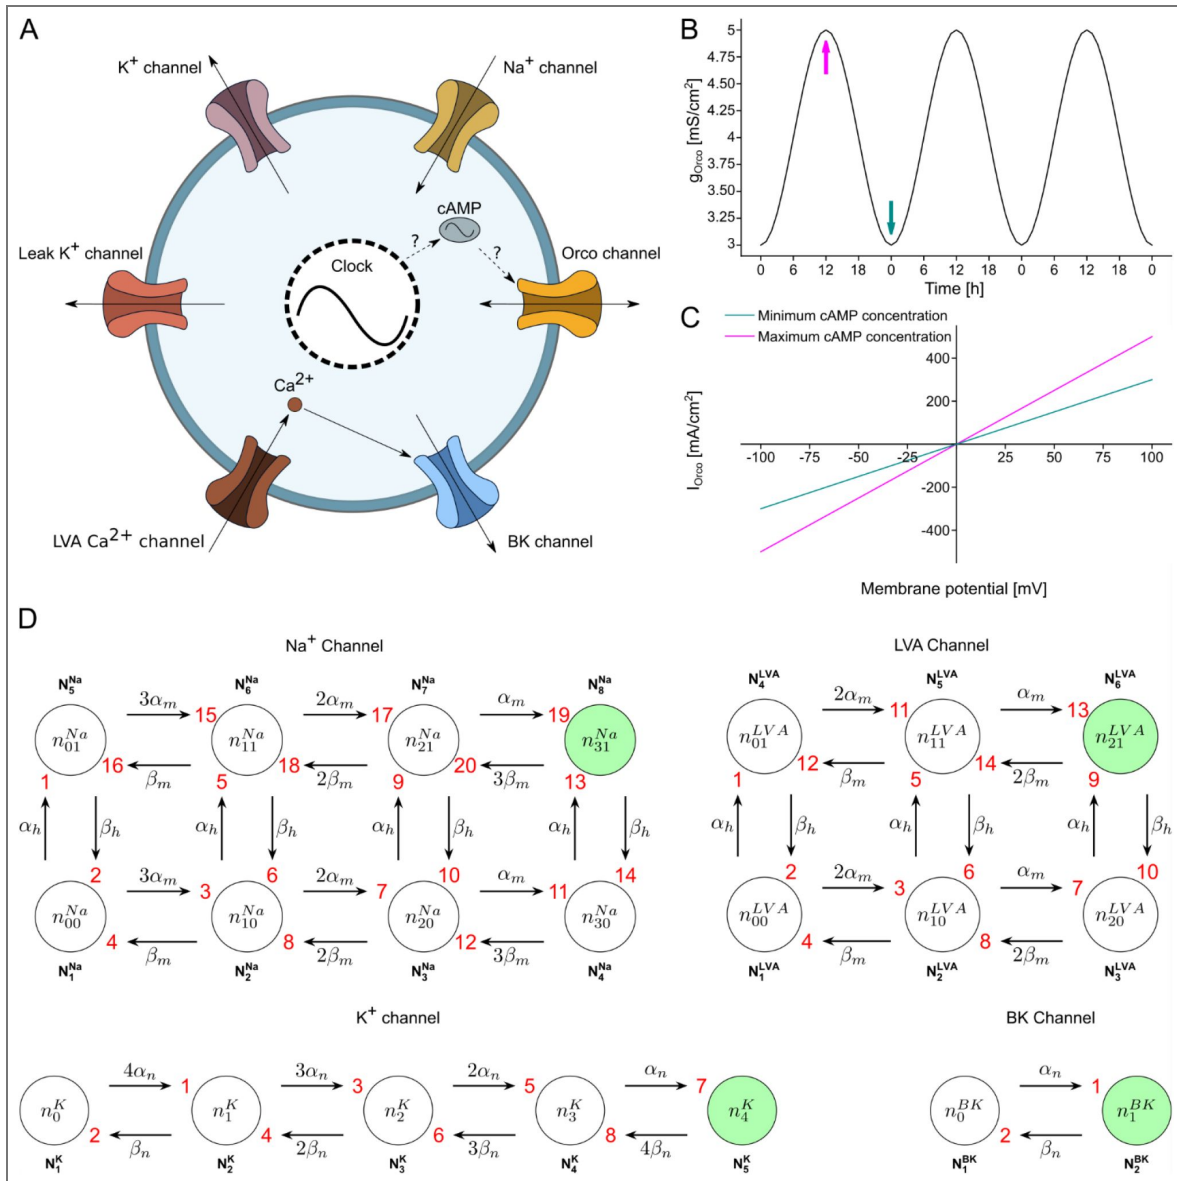 A
K+ channel
Na+ channel
cAMP
?
?
Leak K+ channel
Clock
Orco channel
Ca2+
LVA Ca2+ channel
BK channel
B
gOrco [mS/cm2]
5
4.75
4.50
4.25
4
3.75
3.50
3.25
3
0 6 12 18 0 6 12 18 0 6 12 18 0
Time [h]
C
Minimum cAMP concentration
Maximum cAMP concentration
IOrco [mA/cm2]
400
200
-100 -75 -50 -25 0 25 50 75 100
-200
-400
Membrane potential [mV]
D
Na+ Channel
N5Na N6Na N7Na N8Na
3αm 2αm αm
15 17 19
n01Na n11Na n21Na n31Na
16 18 20
1 5 9 13
βm 2βm 3βm
αh βh αh βh αh βh αh βh
2 6 10 14
3αm 2αm αm
3 7 11
n00Na n10Na n20Na n30Na
4 8 12
βm 2βm 3βm
N1Na N2Na N3Na N4Na
LVA Channel
N4LVA N5LVA N6LVA
2αm αm
11 13
n01LVA n11LVA n21LVA
12 14
1 5 9
βm 2βm
αh βh αh βh αh βh
2 6 10
2αm αm
3 7
n00LVA n10LVA n20LVA
4 8
βm 2βm
N1LVA N2LVA N3LVA
K+ channel
4αn 3αn 2αn αn
1 3 5 7
n0K n1K n2K n3K n4K
2 4 6 8
βn 2βn 3βn 4βn
N1K N2K N3K N4K N5K
BK Channel
αn
1
n0BK n1BK
2
βn
N1BK N2BK